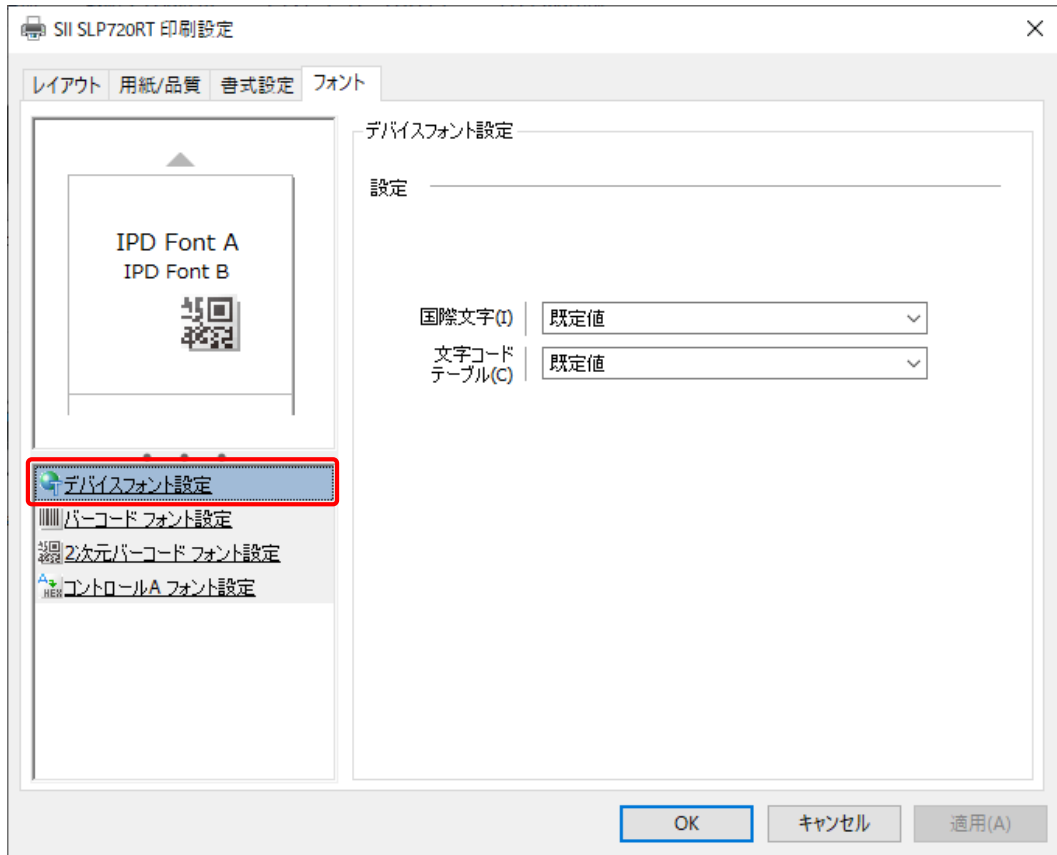 SII SLP720RT 印刷設定
レイアウト 用紙/品質 書式設定 フォント
IPD Font A
IPD Font B
デバイスフォント設定
バーコード フォント設定
2次元バーコード フォント設定
コントロールA フォント設定
デバイスフォント設定
設定
国際文字(I) 既定値
文字コード
テーブル(C) 既定値
OK キャンセル 適用(A)